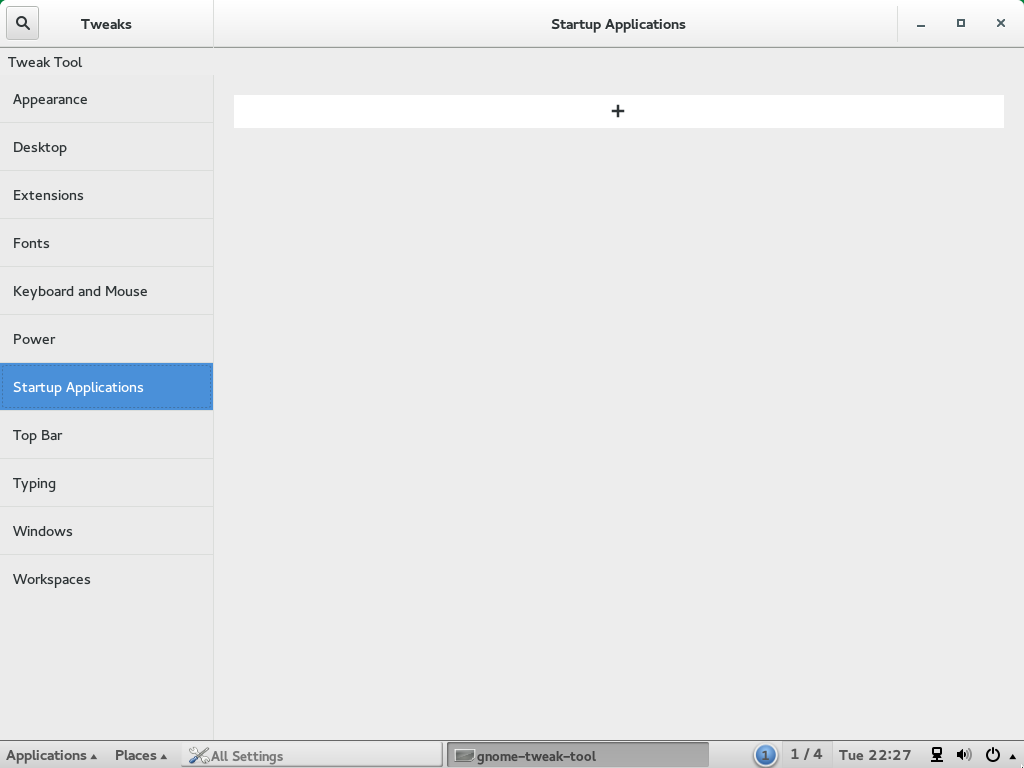 Tweaks
Startup Applications
Tweak Tool
Appearance
Desktop
Extensions
Fonts
Keyboard and Mouse
Power
Startup Applications
Top Bar
Typing
Windows
Workspaces
Applications Places All Settings gnome-tweak-tool 1 1 / 4 Tue 22:27